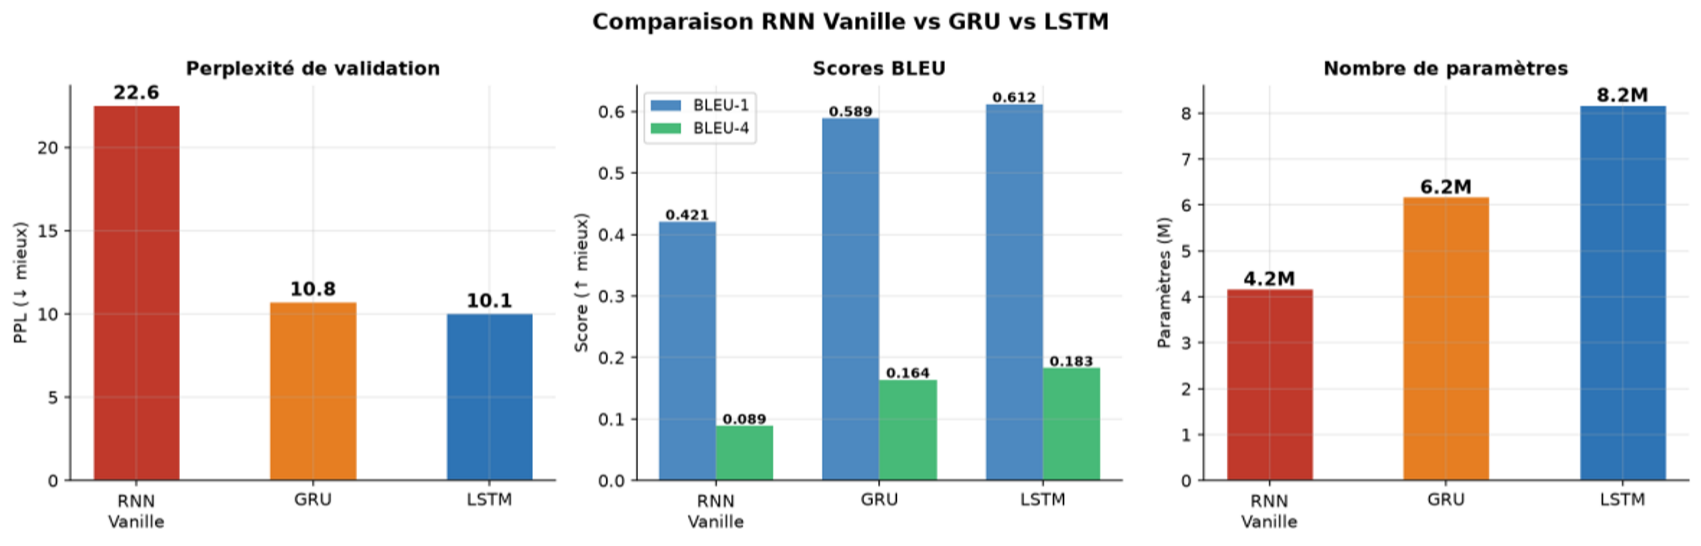 Comparaison RNN Vanille vs GRU vs LSTM
Perplexité de validation
PPL (↓ mieux)
20
15
10
5
0
22.6
10.8
10.1
RNN
Vanille
GRU
LSTM
Scores BLEU
Score (↑ mieux)
0.6
0.5
0.4
0.3
0.2
0.1
0.0
BLEU-1
BLEU-4
0.421
0.089
0.589
0.164
0.612
0.183
RNN
Vanille
GRU
LSTM
Nombre de paramètres
Paramètres (M)
8
7
6
5
4
3
2
1
0
4.2M
6.2M
8.2M
RNN
Vanille
GRU
LSTM